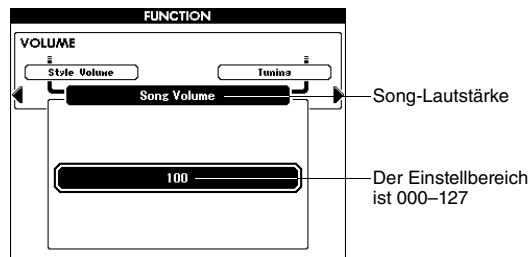 FUNCTION
VOLUME
Style Volume
Tuning
Song Volume
Song-Lautstärke
100
Der Einstellbereich
ist 000–127